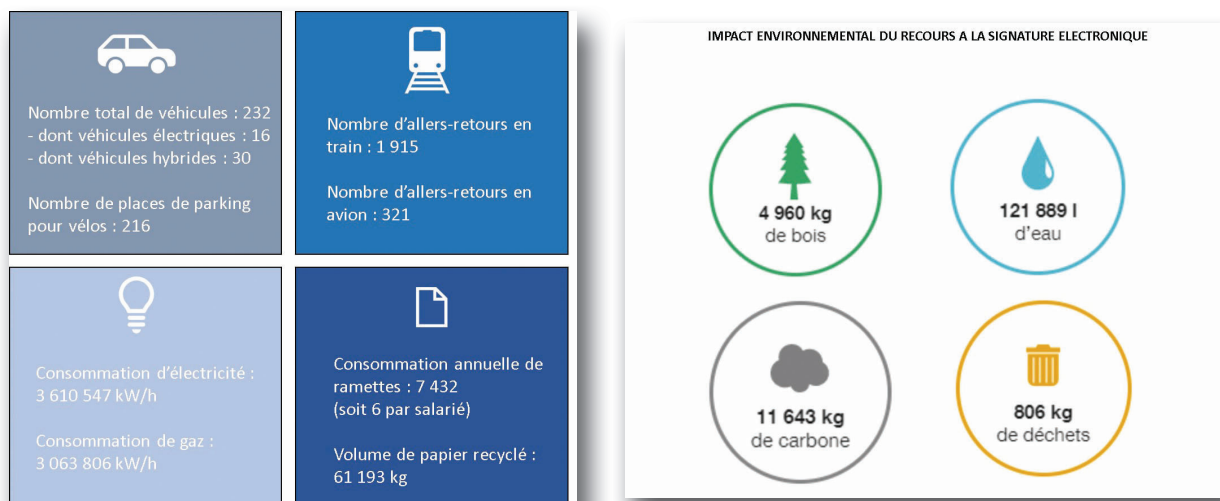 Nombre total de véhicules : 232
- dont véhicules électriques : 16
- dont véhicules hybrides : 30
Nombre de places de parking
pour vélos : 216
Nombre d’allers-retours en
train : 1 915
Nombre d’allers-retours en
avion : 321
Consommation d’électricité :
3 610 547 kW/h
Consommation de gaz :
3 063 806 kW/h
Consommation annuelle de
ramettes : 7 432
(soit 6 par salarié)
Volume de papier recyclé :
61 193 kg
IMPACT ENVIRONNEMENTAL DU RECOURS A LA SIGNATURE ELECTRONIQUE
4 960 kg
de bois
121 889 l
d’eau
11 643 kg
de carbone
806 kg
de déchets